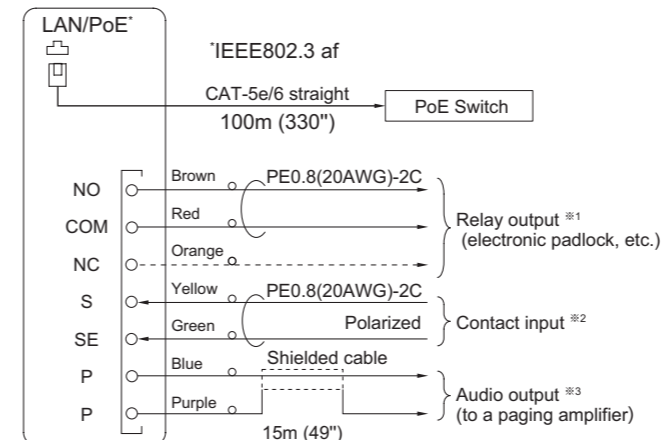 LAN/PoE*
*IEEE802.3 af
CAT-5e/6 straight
PoE Switch
100m (330")
NO Brown PE0.8(20AWG)-2C
COM Red
Relay output ※1
(electronic padlock, etc.)
NC Orange
S Yellow PE0.8(20AWG)-2C
SE Green Polarized
Contact input ※2
P Blue Shielded cable
Audio output ※3
(to a paging amplifier)
P Purple
15m (49")